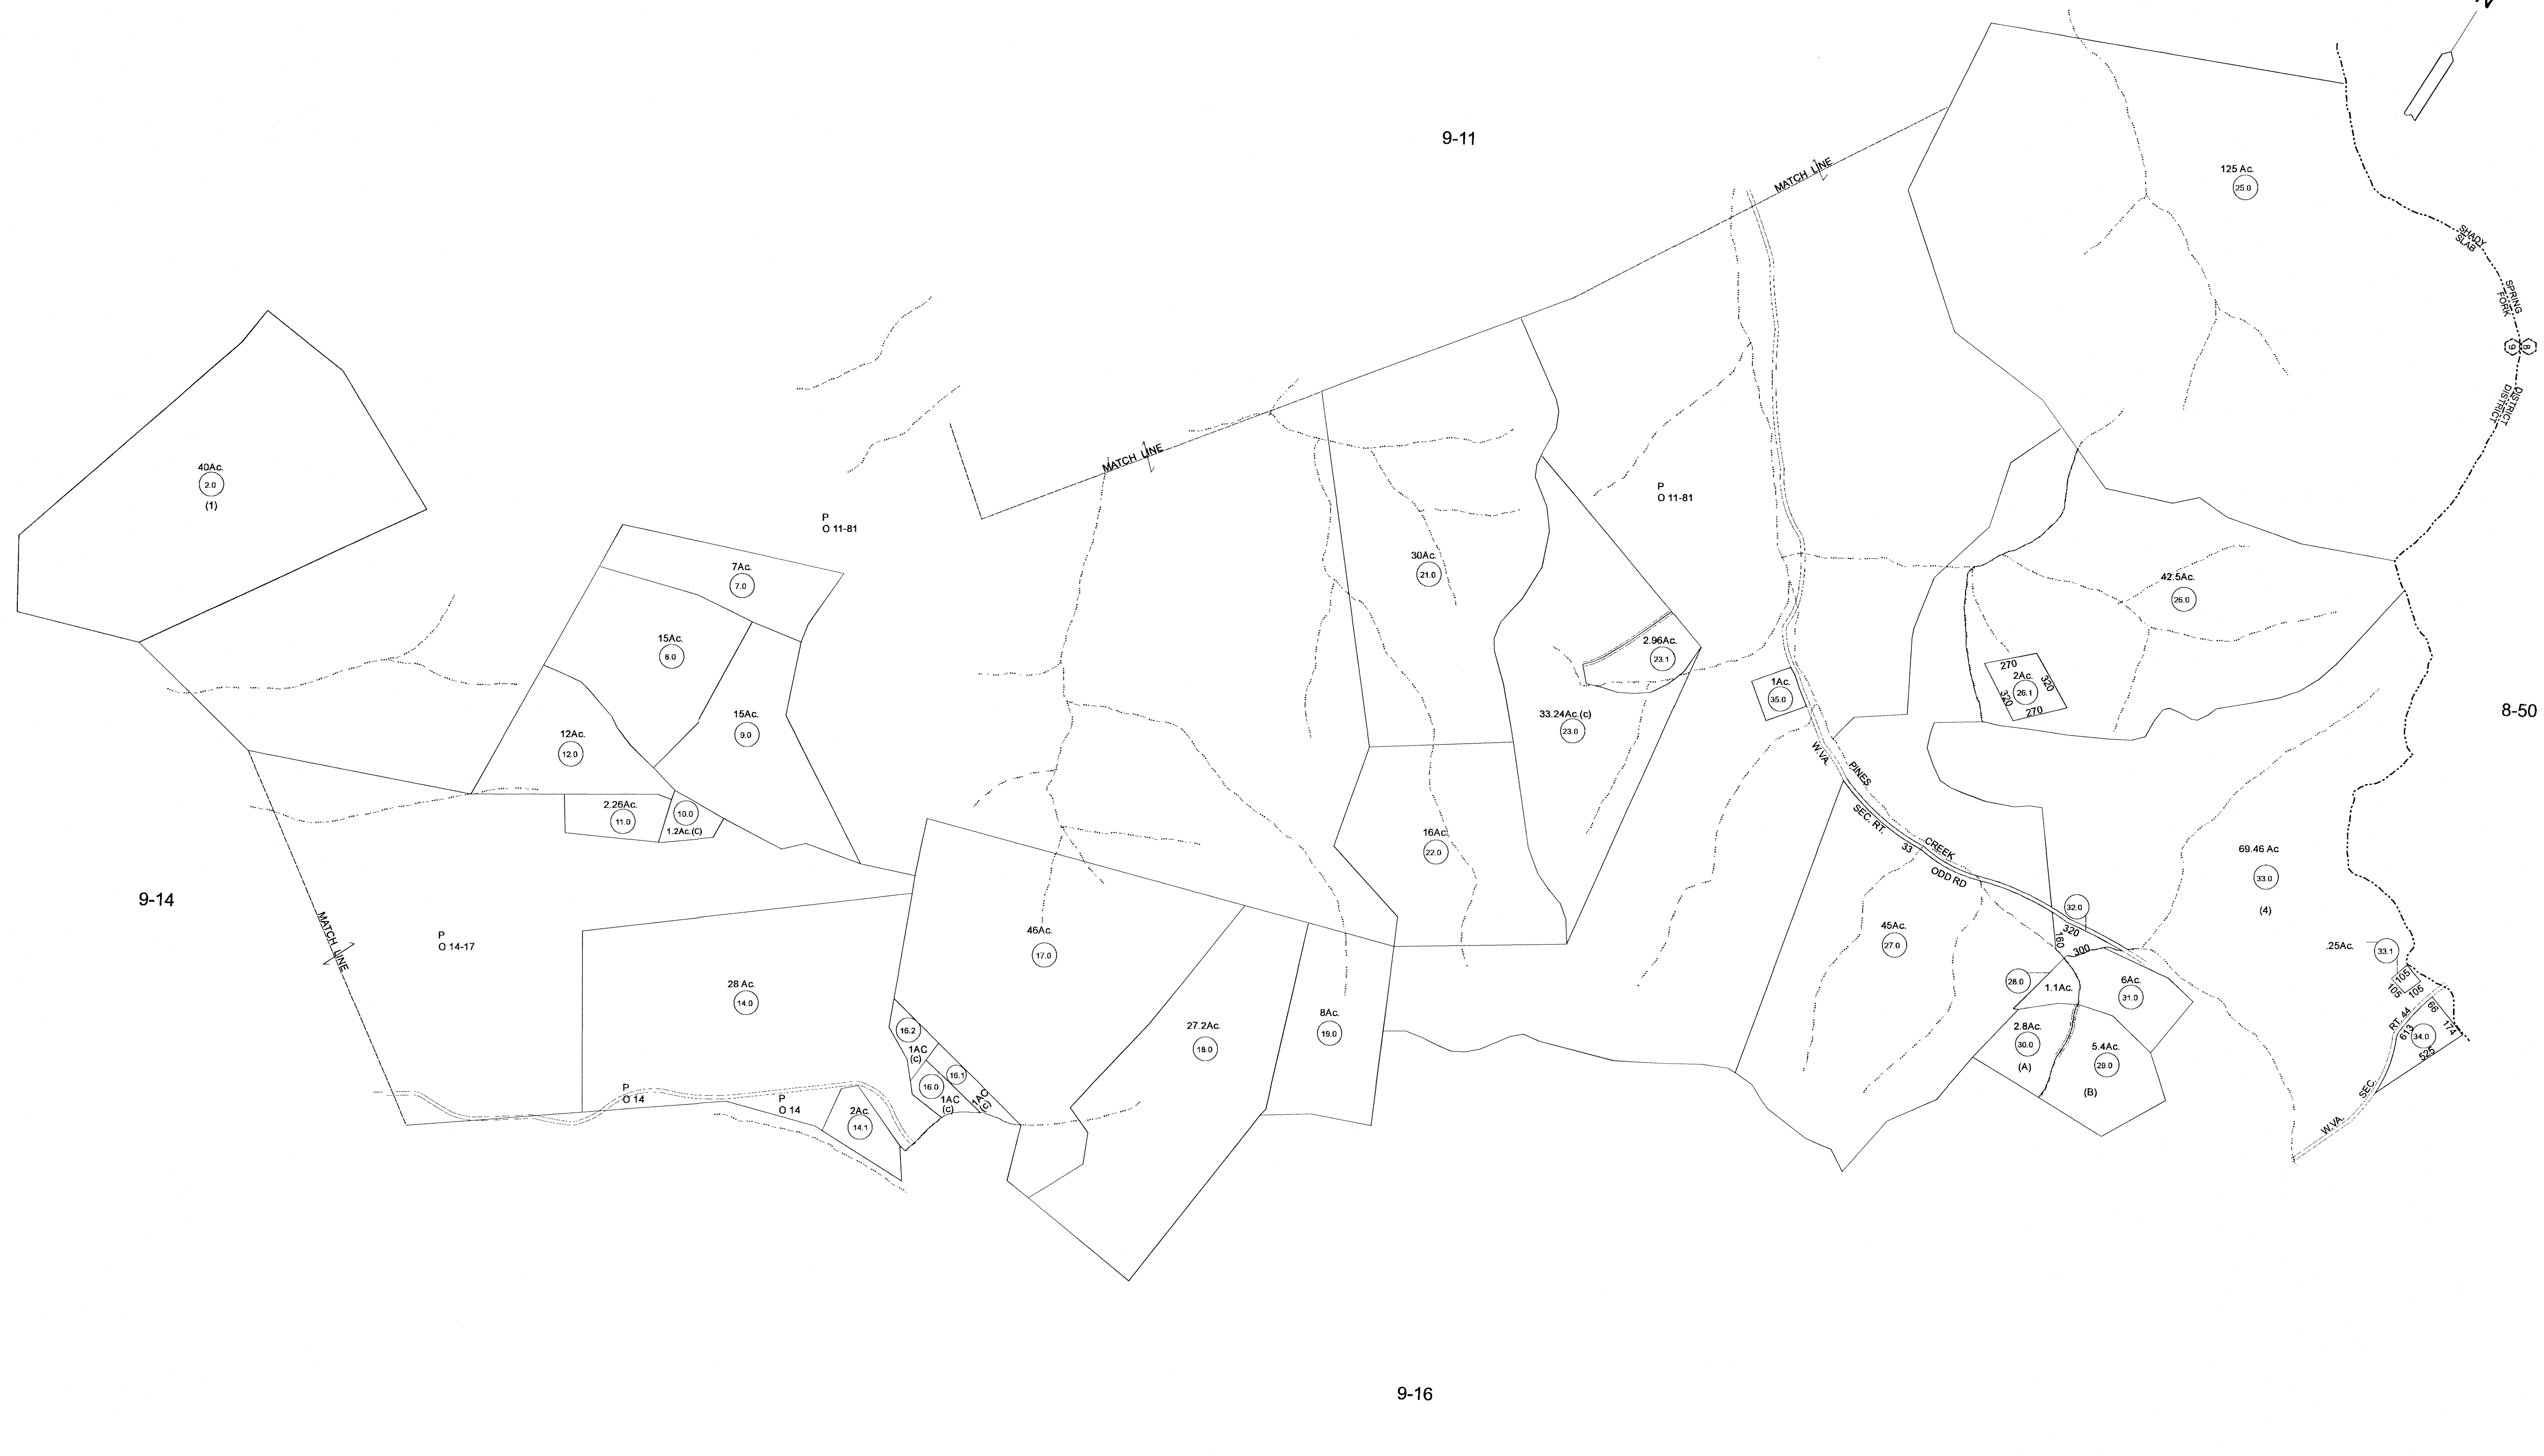 N
9-11
MATCH LINE
125 Ac.
25.0
SHADY
SLAB
SPRING
FORK
9
8
DISTRICT
DISTRICT
40Ac.
2.0
(1)
MATCH LINE
P
O 11-81
P
O 11-81
7Ac.
7.0
15Ac.
8.0
15Ac.
9.0
12Ac.
12.0
2.26Ac.
11.0
10.0
1.2Ac.(C)
30Ac.
21.0
2.96Ac.
23.1
33.24Ac.(c)
23.0
16Ac.
22.0
1Ac.
35.0
42.5Ac.
26.0
270
2Ac.
26.1
320
320
270
8-50
W.VA.
SEC. RT.
33
PINES
CREEK
ODD RD
69.46 Ac
33.0
(4)
9-14
MATCH LINE
P
O 14-17
28 Ac.
14.0
46Ac.
17.0
27.2Ac.
18.0
8Ac.
19.0
45Ac.
27.0
32.0
320
160
300
28.0
1.1Ac.
6Ac.
31.0
2.8Ac.
30.0
(A)
5.4Ac.
29.0
(B)
.25Ac.
33.1
105
105
105
66
174
613
34.0
525
W.VA.
SEC.
RT. 44
16.2
1AC
(c)
16.1
1AC
(c)
16.0
1AC
(c)
P
O 14
P
O 14
2Ac.
14.1
9-16